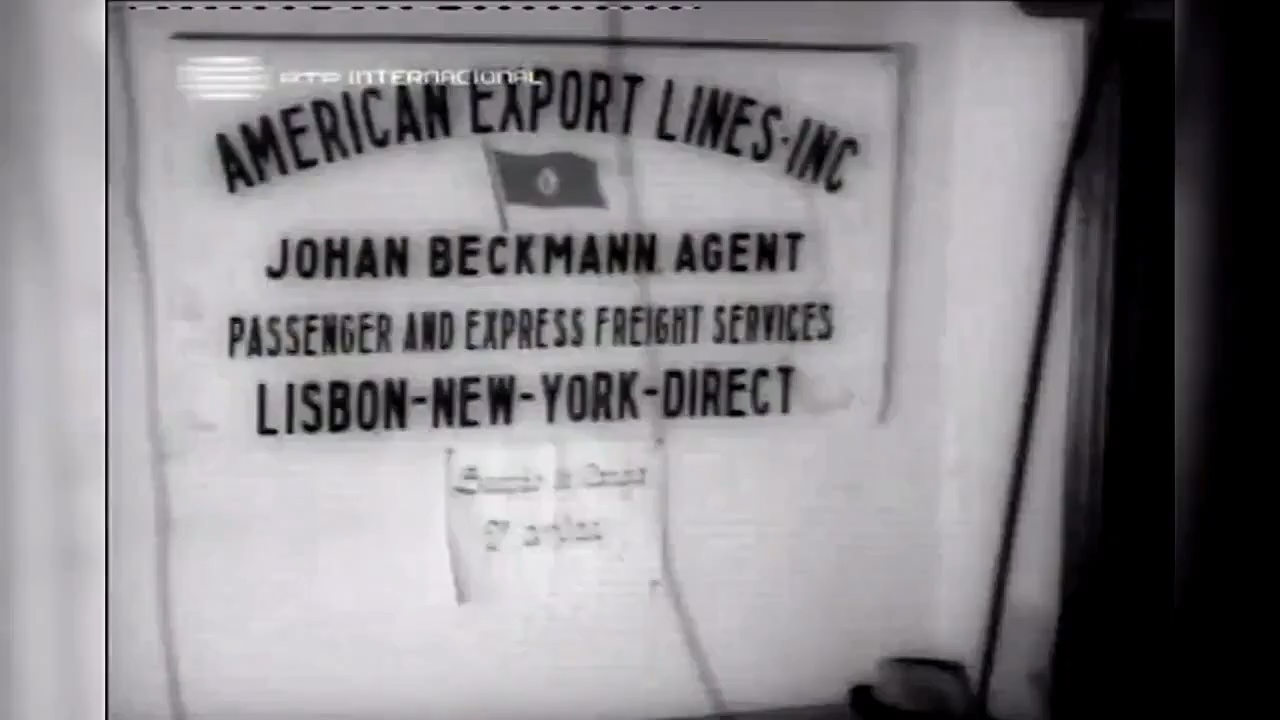 RTP INTERNACIONAL
AMERICAN EXPORT LINES-INC
JOHAN BECKMANN AGENT
PASSENGER AND EXPRESS FREIGHT SERVICES
LISBON-NEW-YORK-DIRECT